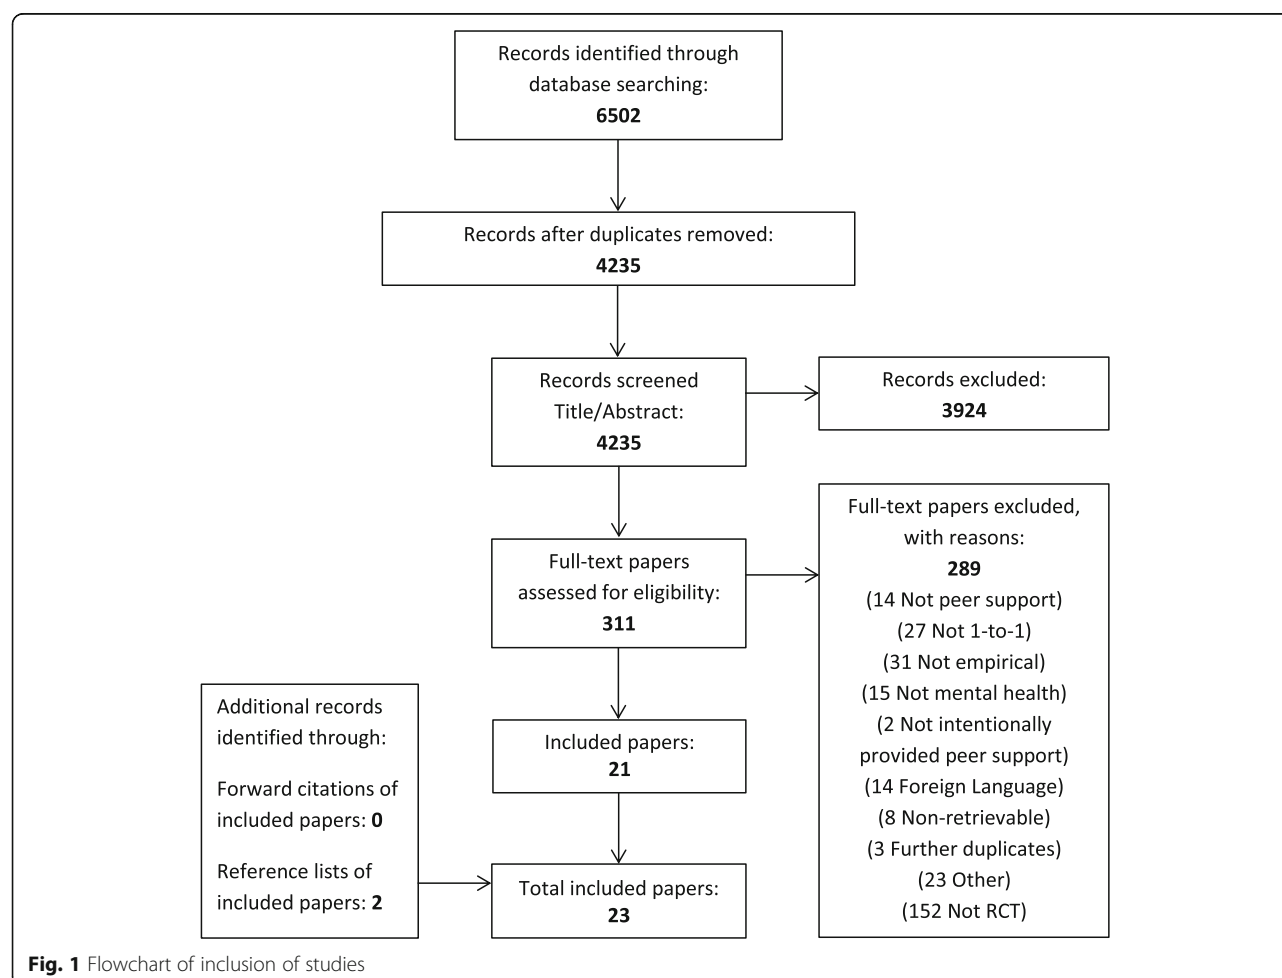 Records identified through
database searching:
6502
Records after duplicates removed:
4235
Records screened
Title/Abstract:
4235
Records excluded:
3924
Full-text papers
assessed for eligibility:
311
Full-text papers excluded,
with reasons:
289
(14 Not peer support)
(27 Not 1-to-1)
(31 Not empirical)
(15 Not mental health)
(2 Not intentionally
provided peer support)
(14 Foreign Language)
(8 Non-retrievable)
(3 Further duplicates)
(23 Other)
(152 Not RCT)
Additional records
identified through:
Forward citations of
included papers: 0
Reference lists of
included papers: 2
Included papers:
21
Total included papers:
23
Fig. 1 Flowchart of inclusion of studies